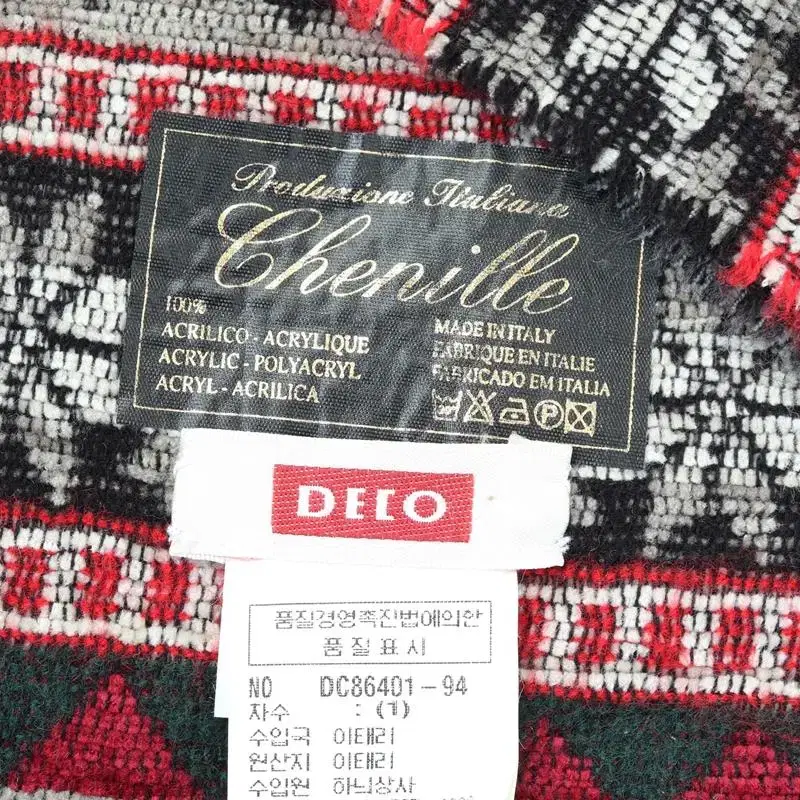 Produzione Italiana
Chenille
100%
ACRILICO - ACRYLIQUE
ACRYLIC - POLYACRYL
ACRYL - ACRILICA
MADE IN ITALY
FABRIQUE EN ITALIE
FABRICADO EM ITALIA
P
DECO
품질경영촉진법에의한
품질표시
NO DC86401-94
자수 : (1)
수입국 이태리
원산지 이태리
수입원 하늬상사